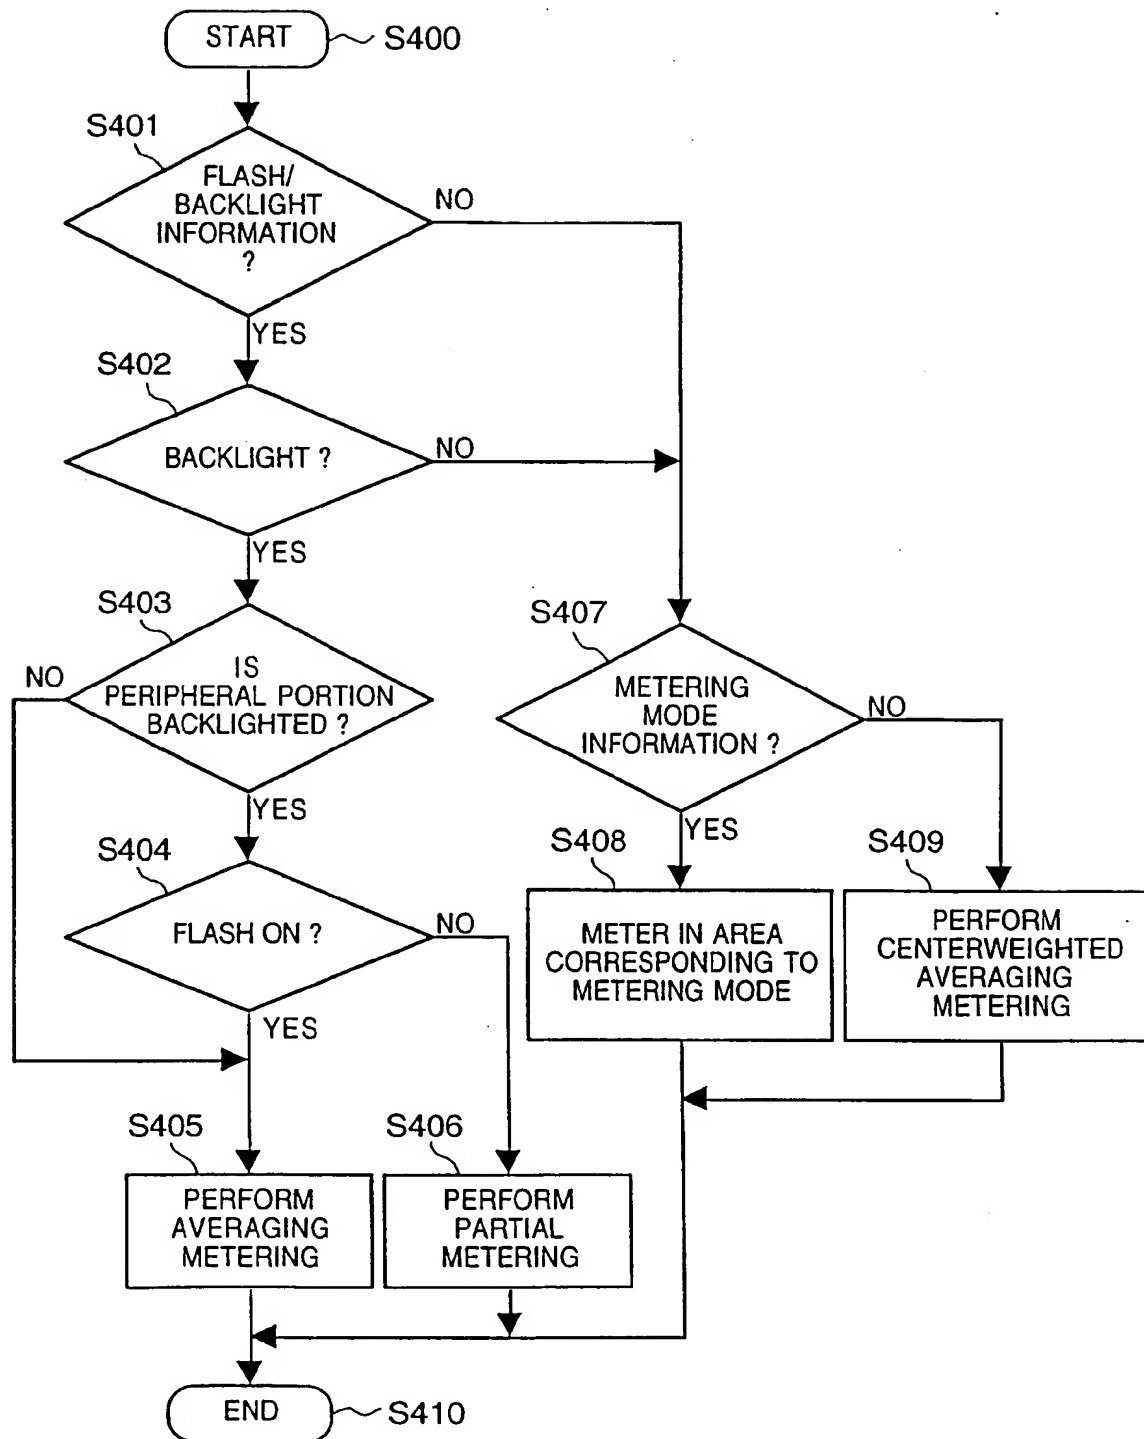 START
S400
S401
FLASH/
BACKLIGHT
INFORMATION
?
NO
YES
S402
BACKLIGHT ?
NO
YES
S403
IS
PERIPHERAL PORTION
BACKLIGHTED ?
NO
YES
S404
FLASH ON ?
NO
YES
S405
PERFORM
AVERAGING
METERING
S406
PERFORM
PARTIAL
METERING
S407
METERING
MODE
INFORMATION ?
NO
YES
S408
METER IN AREA
CORRESPONDING TO
METERING MODE
S409
PERFORM
CENTERWEIGHTED
AVERAGING
METERING
END
S410